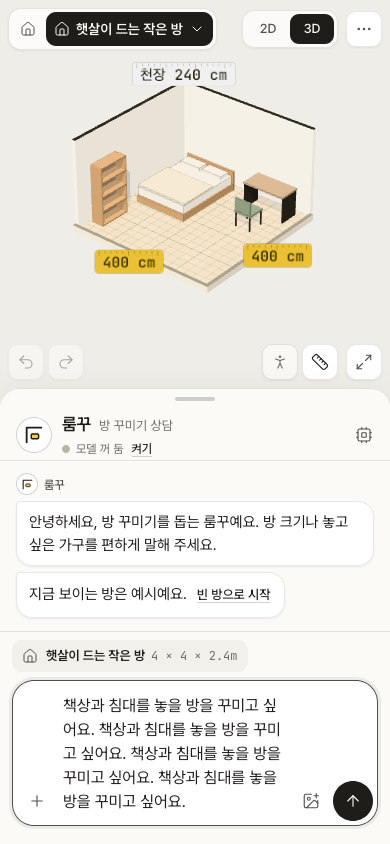 햇살이 드는 작은 방
2D
3D
천장 240 cm
400 cm
400 cm
룸꾸 방 꾸미기 상담
모델 꺼 둠 켜기
룸꾸
안녕하세요, 방 꾸미기를 돕는 룸꾸예요. 방 크기나 놓고
싶은 가구를 편하게 말해 주세요.
지금 보이는 방은 예시예요. 빈 방으로 시작
햇살이 드는 작은 방 4 × 4 × 2.4m
책상과 침대를 놓을 방을 꾸미고 싶
어요. 책상과 침대를 놓을 방을 꾸미
고 싶어요. 책상과 침대를 놓을 방을
꾸미고 싶어요. 책상과 침대를 놓을
방을 꾸미고 싶어요.